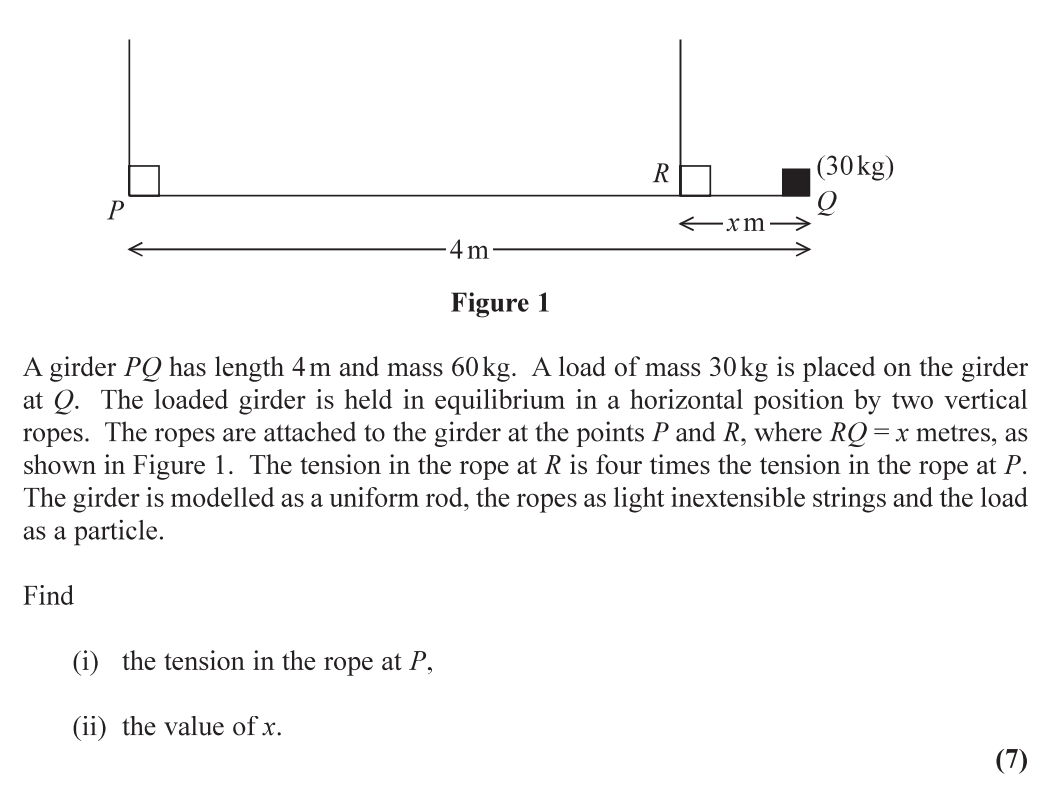 R
(30 kg)
P
Q
x m
4 m
Figure 1
A girder PQ has length 4 m and mass 60 kg. A load of mass 30 kg is placed on the girder
at Q. The loaded girder is held in equilibrium in a horizontal position by two vertical
ropes. The ropes are attached to the girder at the points P and R, where RQ = x metres, as
shown in Figure 1. The tension in the rope at R is four times the tension in the rope at P.
The girder is modelled as a uniform rod, the ropes as light inextensible strings and the load
as a particle.
Find
(i) the tension in the rope at P,
(ii) the value of x.
(7)